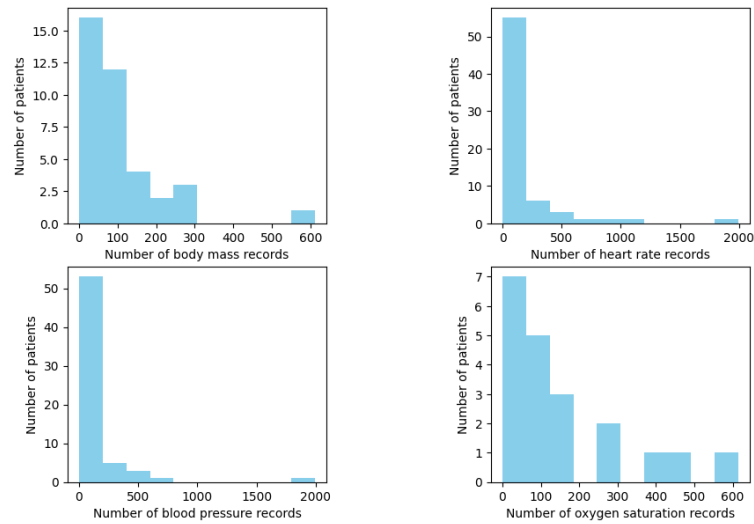 15.0
12.5
10.0
7.5
5.0
2.5
0.0
Number of patients
0 100 200 300 400 500 600
Number of body mass records
50
40
30
20
10
0
Number of patients
0 500 1000 1500 2000
Number of heart rate records
50
40
30
20
10
0
Number of patients
0 500 1000 1500 2000
Number of blood pressure records
7
6
5
4
3
2
1
0
Number of patients
0 100 200 300 400 500 600
Number of oxygen saturation records